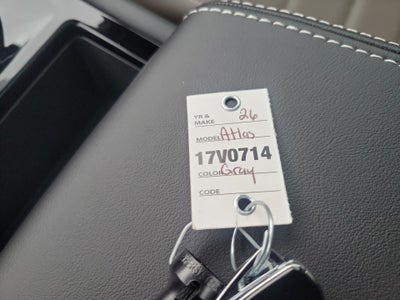 YR & 26
MAKE
MODEL Atlas
17V0714
COLOR Gray
CODE